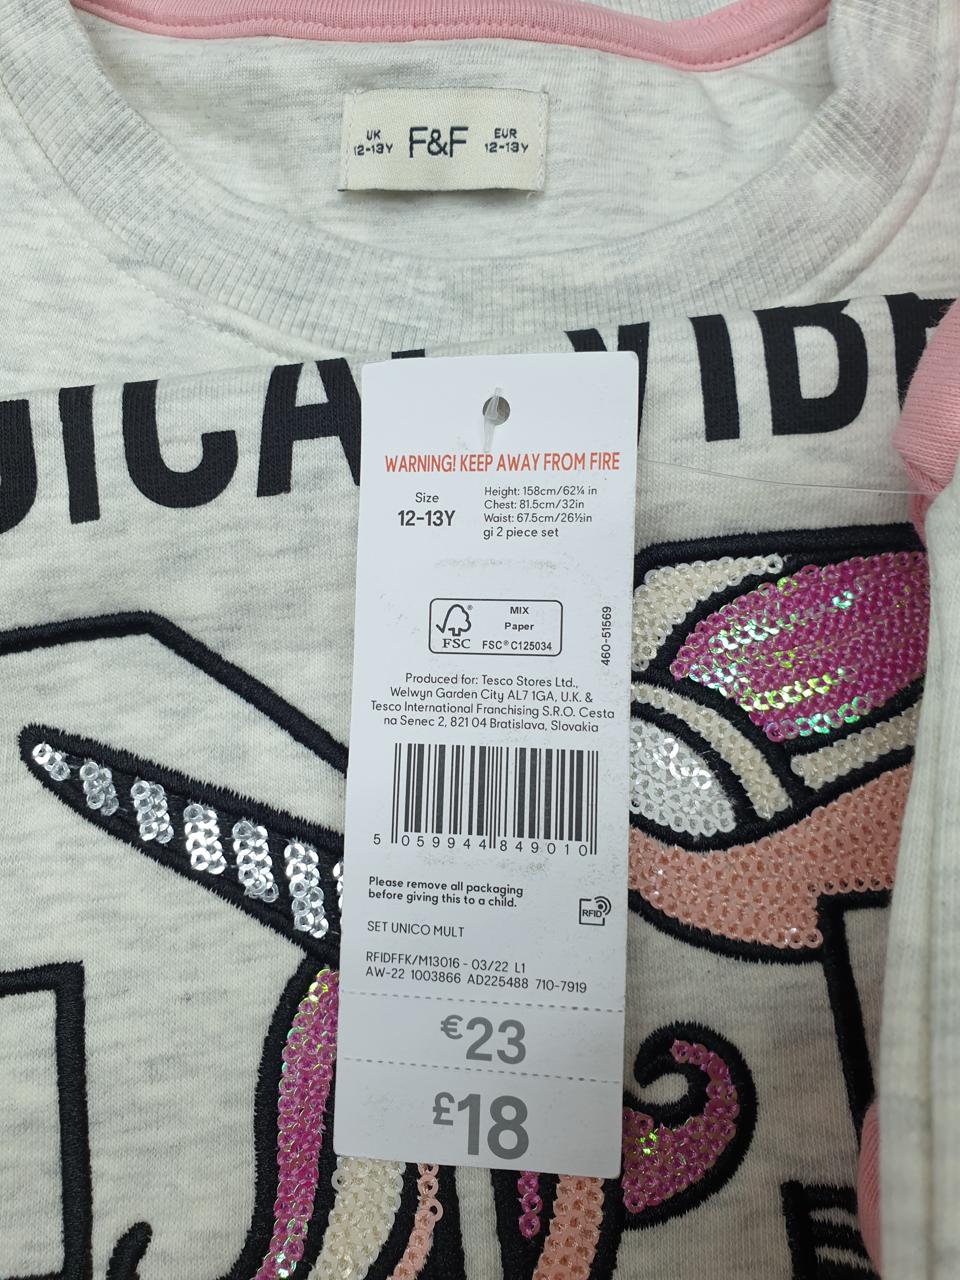 UK
12-13Y
F&F
EUR
12-13Y
GICAL VIBE
WARNING! KEEP AWAY FROM FIRE
Size
12-13Y
Height: 158cm/62¼ in
Chest: 81.5cm/32in
Waist: 67.5cm/26½in
gi 2 piece set
FSC
MIX
Paper
FSC® C125034
460-51569
Produced for: Tesco Stores Ltd.,
Welwyn Garden City AL7 1GA, U.K. &
Tesco International Franchising S.R.O. Cesta
na Senec 2, 821 04 Bratislava, Slovakia
5 059944 849010
Please remove all packaging
before giving this to a child.
RFID
SET UNICO MULT
RFIDFFK/M13016 - 03/22 L1
AW-22 1003866 AD225488 710-7919
€23
£18